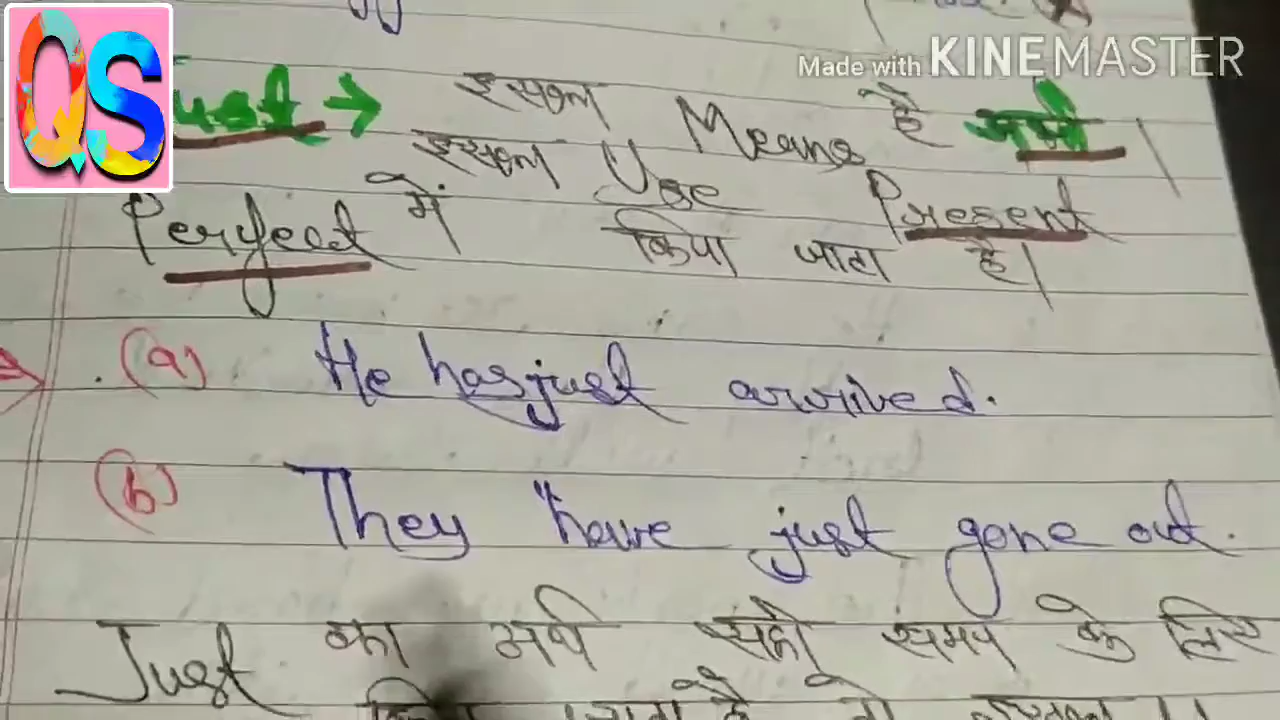 QS
Made with KINEMASTER
Just → इसका Means है अभी।
इसका Use Present
Perfect में किया जाता है।
(a) He has just arrived.
(b) They "have just gone out.
Just का अर्थ सही समय के लिए
किया जाता है तो